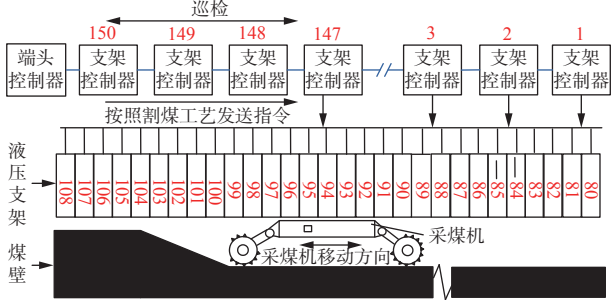 巡检
150 149 148 147 3 2 1
端头
控制器
支架
控制器
支架
控制器
支架
控制器
支架
控制器
支架
控制器
支架
控制器
支架
控制器
按照割煤工艺发送指令
液压支架
108 107 106 105 104 103 102 101 100 99 98 97 96 95 94 93 92 91 90 89 88 87 86 85 84 83 82 81 80
采煤机
采煤机移动方向
煤壁